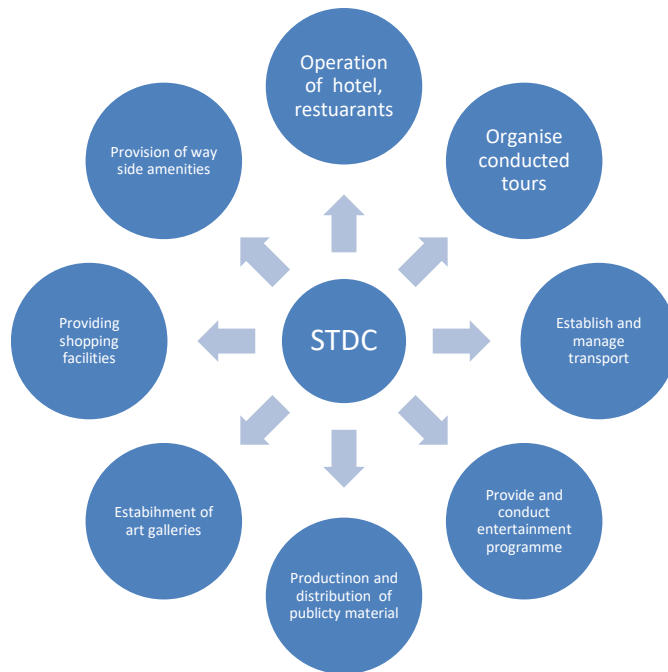 Operation
of hotel,
restuarants
Organise
conducted
tours
Establish and
manage
transport
Provide and
conduct
entertainment
programme
Productinon and
distribution of
publicty material
Estabihment of
art galleries
Providing
shopping
facilities
Provision of way
side amenities
STDC